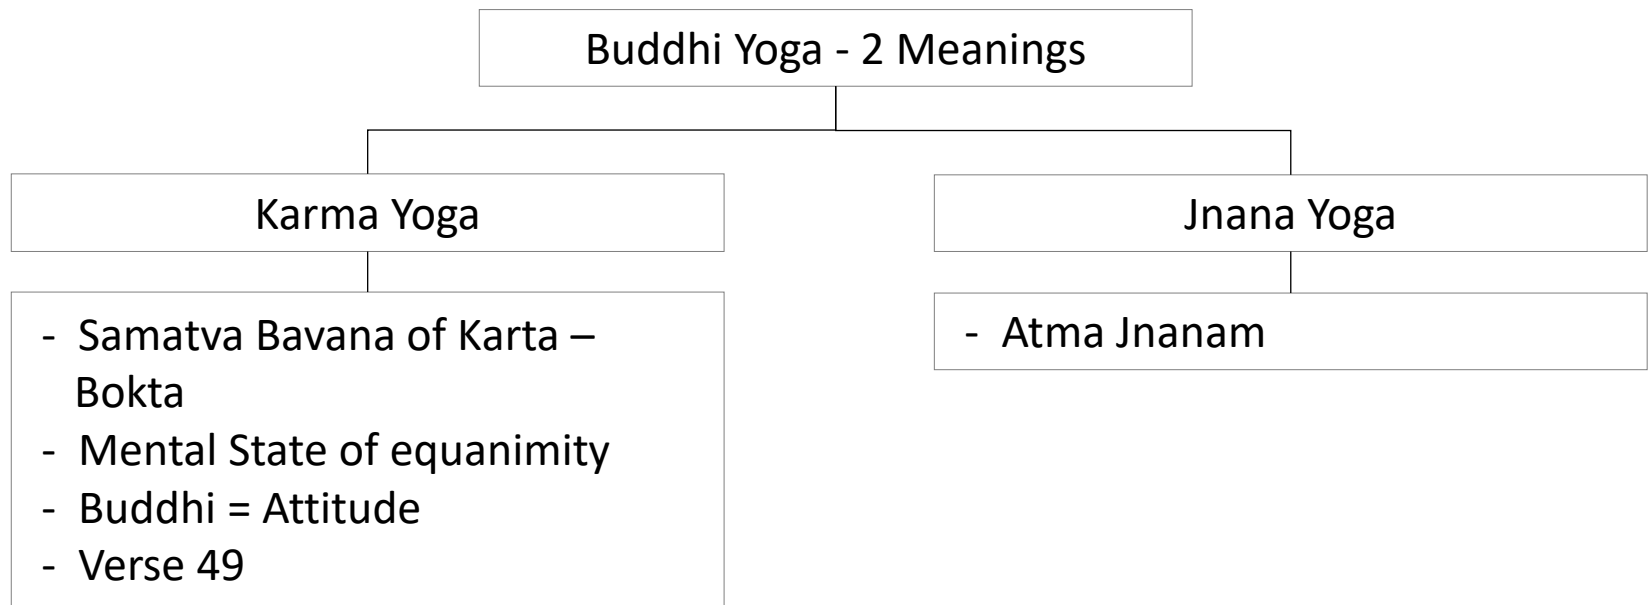 Buddhi Yoga - 2 Meanings
Karma Yoga
Jnana Yoga
- Samatva Bavana of Karta –
Bokta
- Mental State of equanimity
- Buddhi = Attitude
- Verse 49
- Atma Jnanam